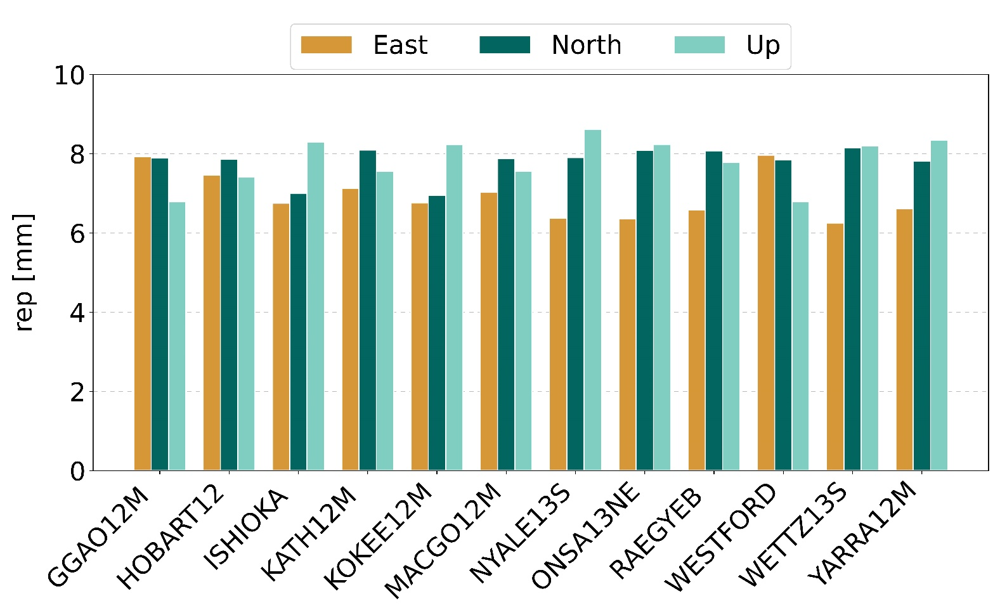 East North Up
10
8
6
4
2
0
rep [mm]
GGAO12M
HOBART12
ISHIOKA
KATH12M
KOKEE12M
MACGO12M
NYALE13S
ONSA13NE
RAEGYEB
WESTFORD
WETTZ13S
YARRA12M